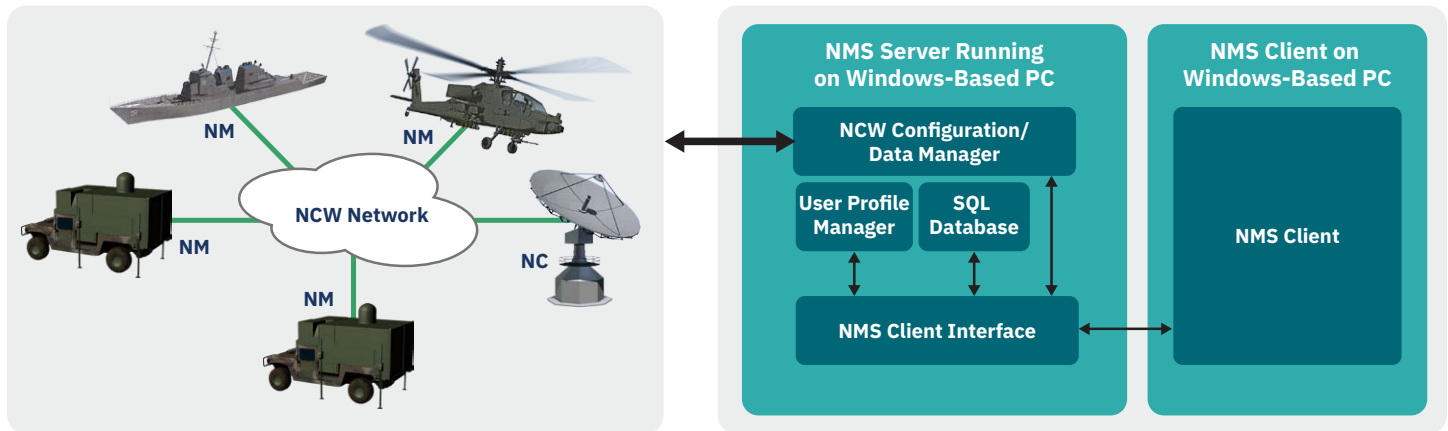 NM
NM
NCW Network
NM
NC
NM
NMS Server Running
on Windows-Based PC
NCW Configuration/
Data Manager
User Profile
Manager
SQL
Database
NMS Client Interface
NMS Client on
Windows-Based PC
NMS Client